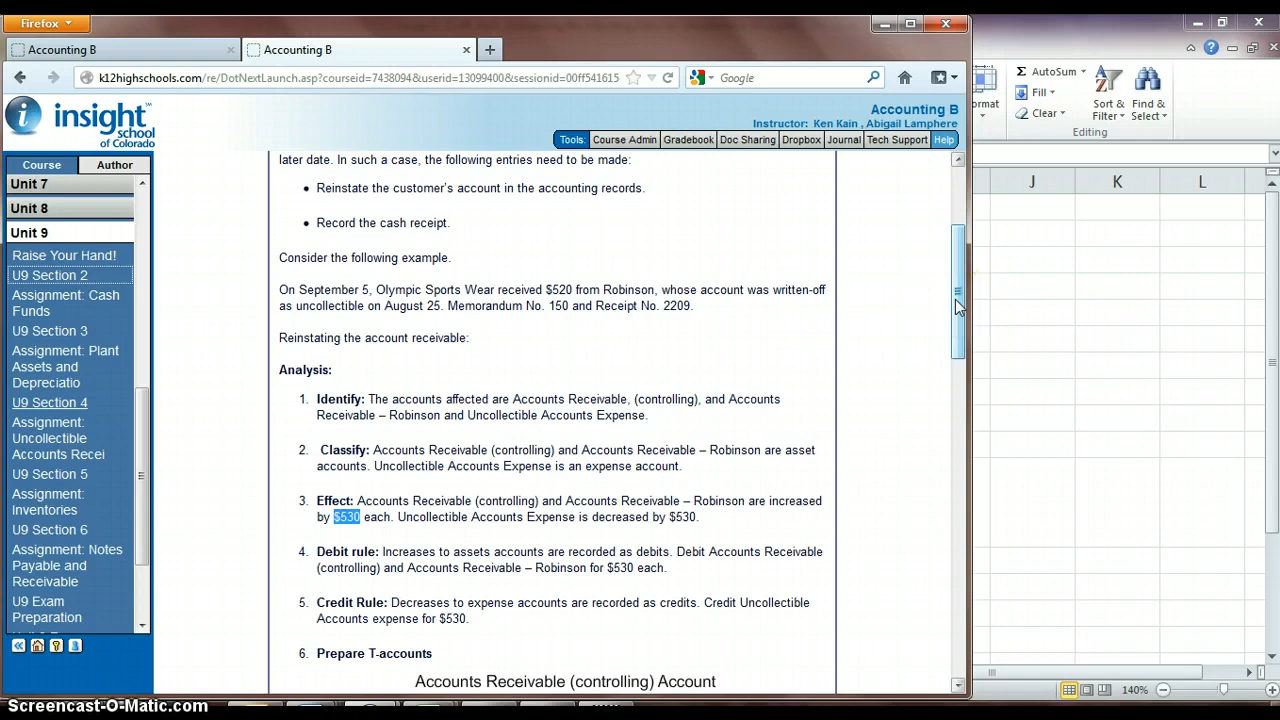 Firefox
Accounting B
Accounting B
k12highschools.com/re/DotNextLaunch.asp?courseid=7438094&userid=13099400&sessionid=00ff541615
Google
insight
school
of Colorado
Accounting B
Instructor: Ken Kain , Abigail Lamphere
Tools: Course Admin Gradebook Doc Sharing Dropbox Journal Tech Support Help
Course Author
Unit 7
Unit 8
Unit 9
Raise Your Hand!
U9 Section 2
Assignment: Cash
Funds
U9 Section 3
Assignment: Plant
Assets and
Depreciatio
U9 Section 4
Assignment:
Uncollectible
Accounts Recei
U9 Section 5
Assignment:
Inventories
U9 Section 6
Assignment: Notes
Payable and
Receivable
U9 Exam
Preparation
later date. In such a case, the following entries need to be made:
• Reinstate the customer's account in the accounting records.
• Record the cash receipt.
Consider the following example.
On September 5, Olympic Sports Wear received $520 from Robinson, whose account was written-off
as uncollectible on August 25. Memorandum No. 150 and Receipt No. 2209.
Reinstating the account receivable:
Analysis:
1. Identify: The accounts affected are Accounts Receivable, (controlling), and Accounts
Receivable – Robinson and Uncollectible Accounts Expense.
2. Classify: Accounts Receivable (controlling) and Accounts Receivable – Robinson are asset
accounts. Uncollectible Accounts Expense is an expense account.
3. Effect: Accounts Receivable (controlling) and Accounts Receivable – Robinson are increased
by $530 each. Uncollectible Accounts Expense is decreased by $530.
4. Debit rule: Increases to assets accounts are recorded as debits. Debit Accounts Receivable
(controlling) and Accounts Receivable – Robinson for $530 each.
5. Credit Rule: Decreases to expense accounts are recorded as credits. Credit Uncollectible
Accounts expense for $530.
6. Prepare T-accounts
Accounts Receivable (controlling) Account
AutoSum
Fill
Clear
Sort &
Filter
Find &
Select
ormat
Editing
J K L
140%
Screencast-O-Matic.com